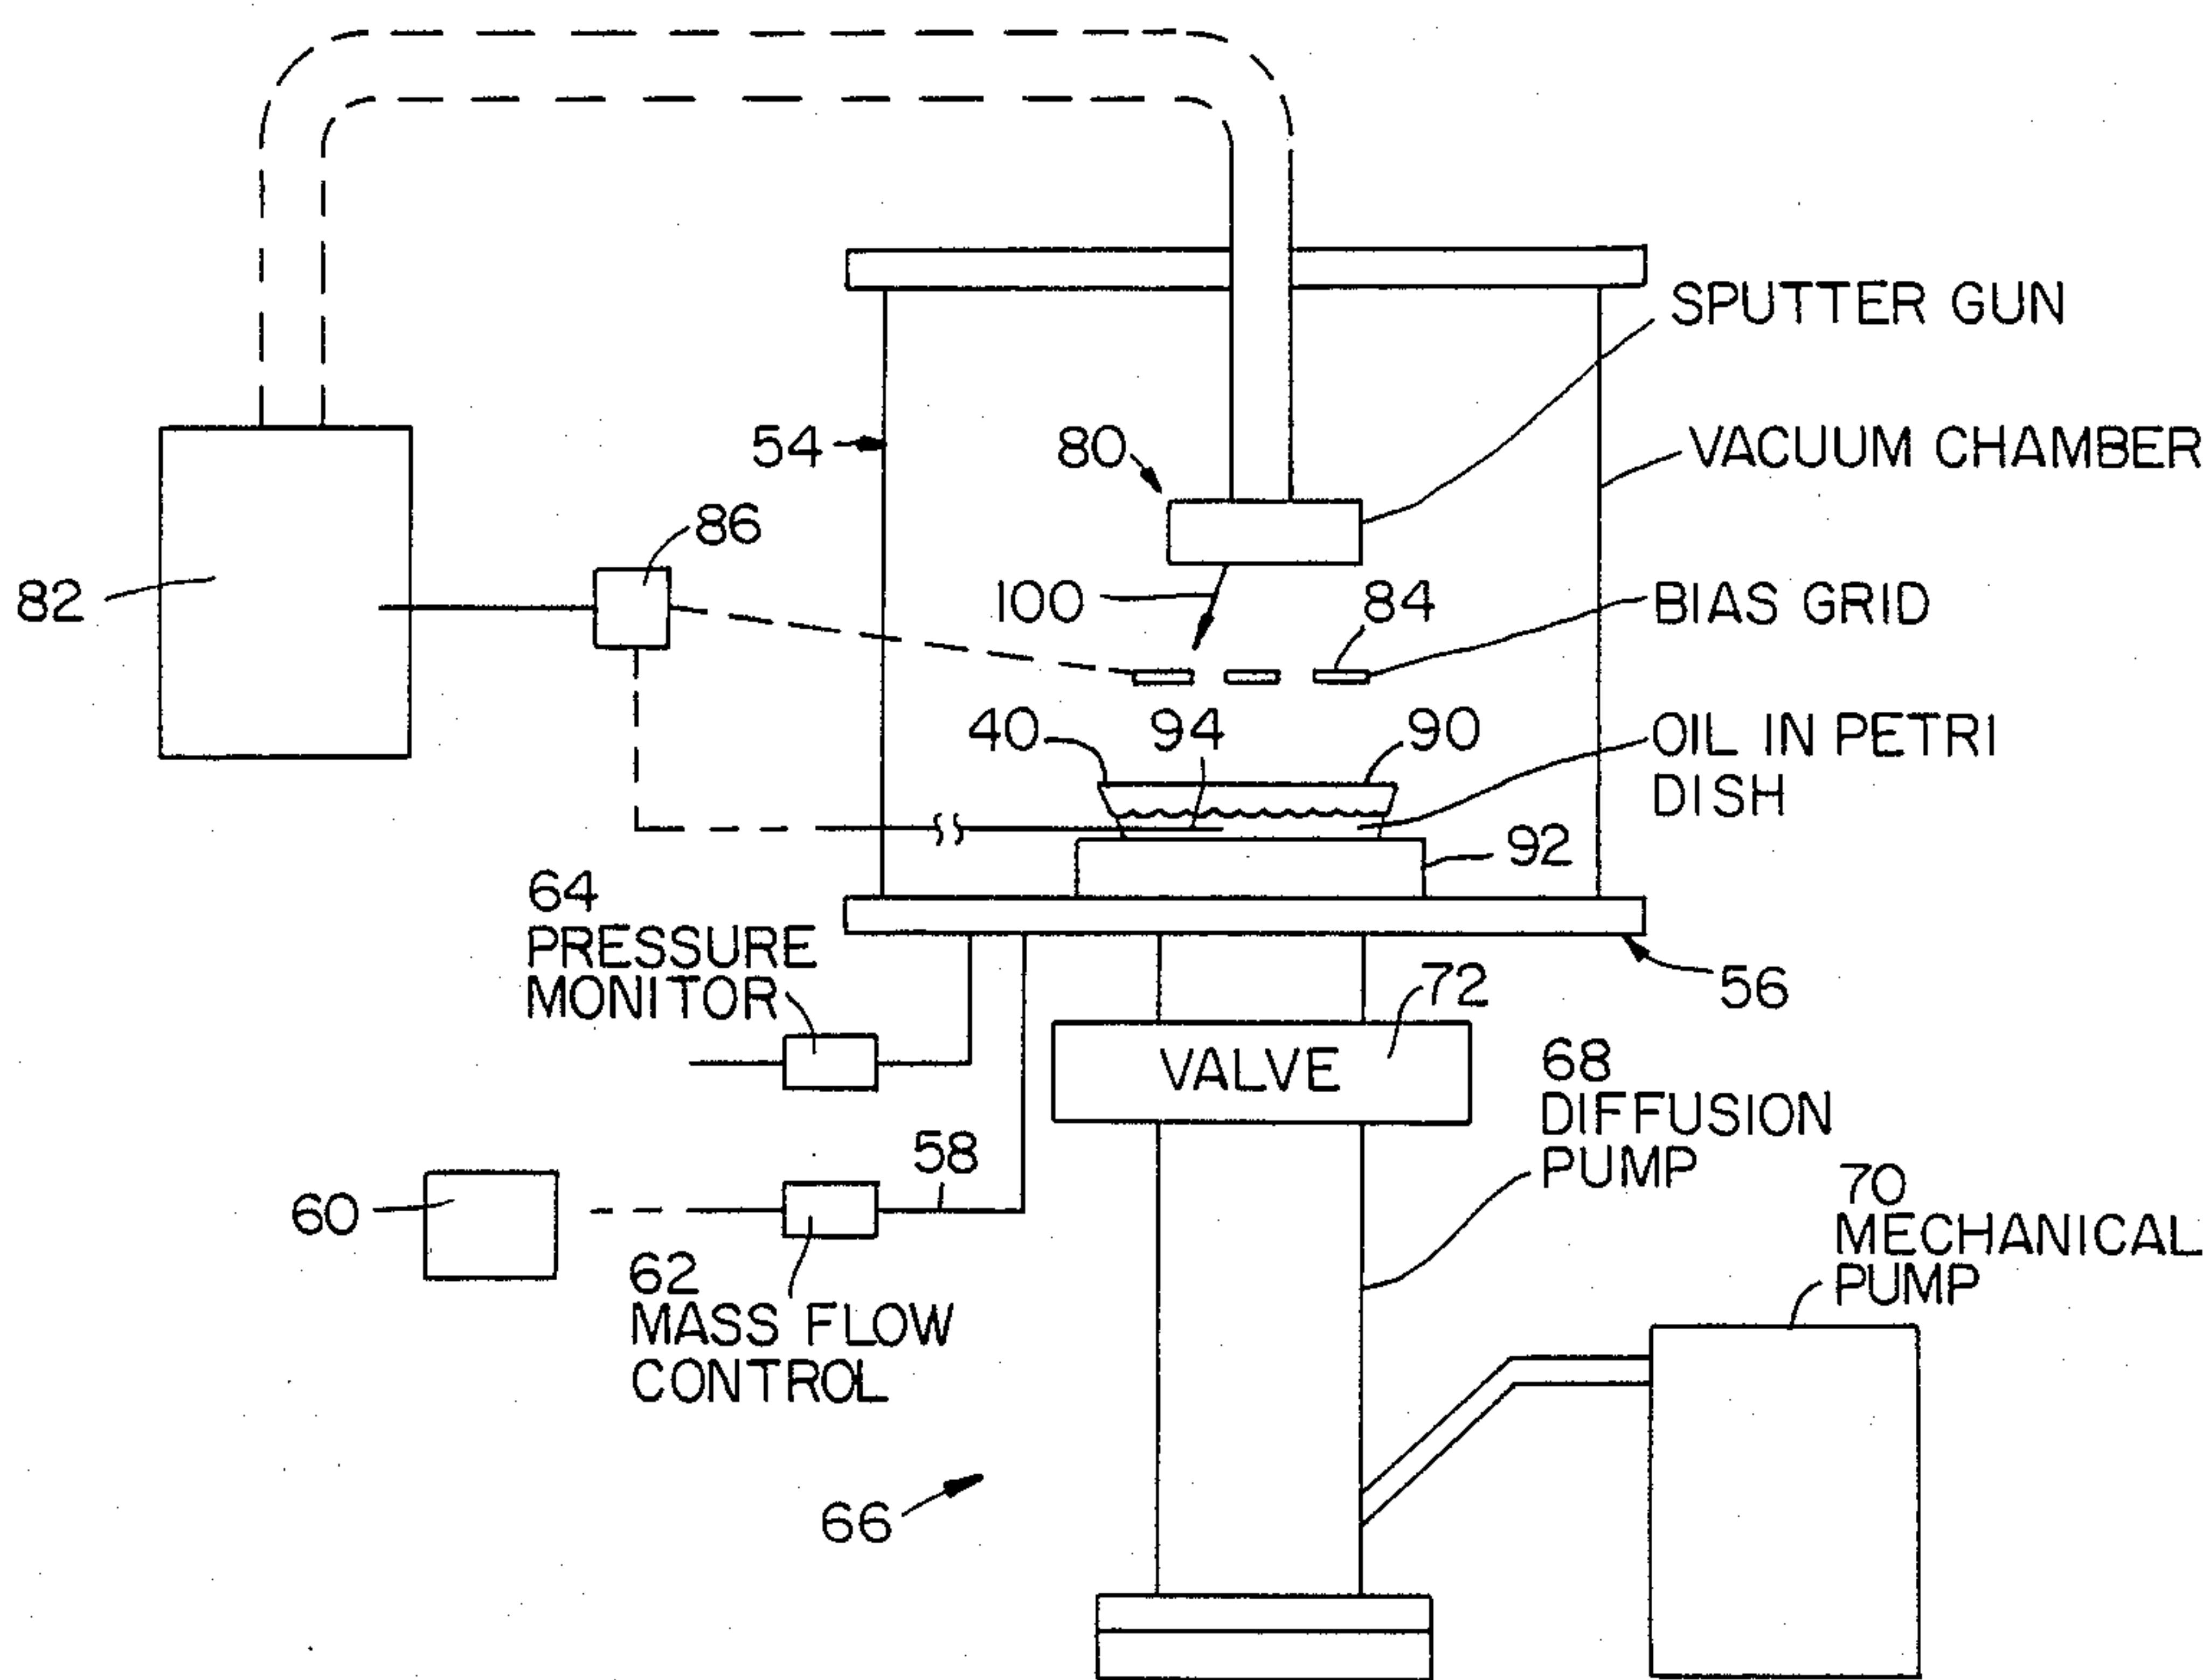 SPUTTER GUN
54
80
VACUUM CHAMBER
86
82
100
84
BIAS GRID
40
94
90
OIL IN PETRI
DISH
92
64
PRESSURE
MONITOR
56
72
VALVE
68
DIFFUSION
PUMP
58
60
62
MASS FLOW
CONTROL
70
MECHANICAL
PUMP
66